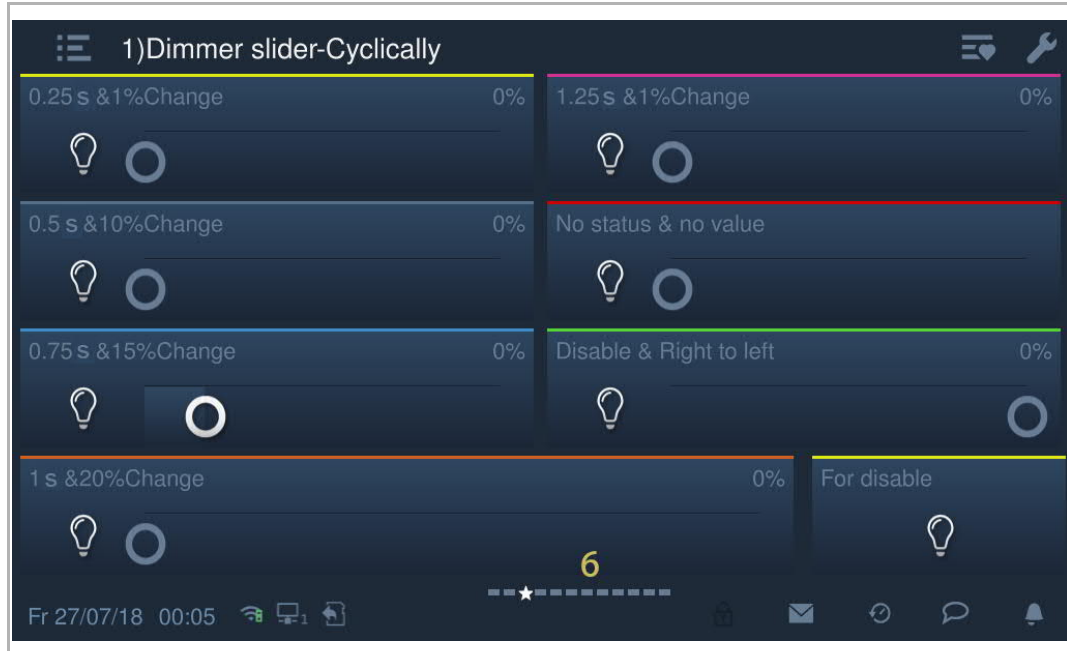 1)Dimmer slider-Cyclically
0.25 s &1%Change 0%
1.25 s &1%Change 0%
0.5 s &10%Change 0%
No status & no value
0.75 s &15%Change 0%
Disable & Right to left 0%
1 s &20%Change 0%
For disable
6
Fr 27/07/18 00:05 1